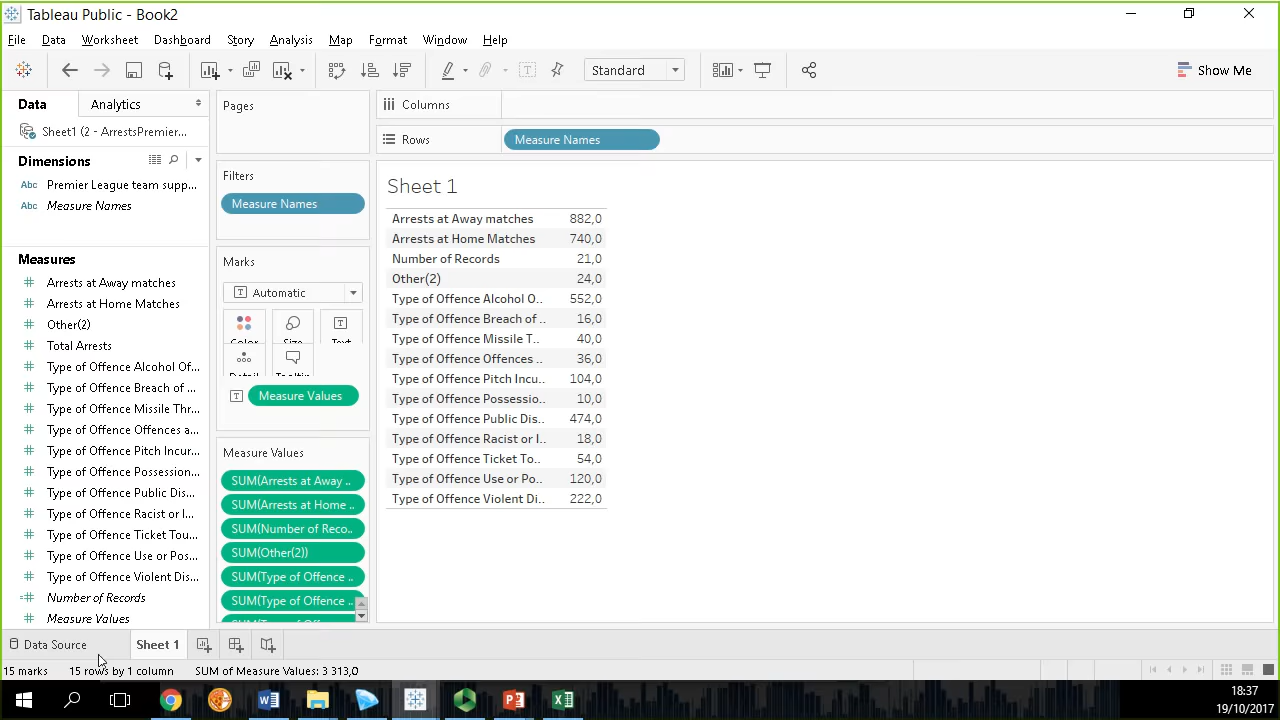 Tableau Public - Book2
File Data Worksheet Dashboard Story Analysis Map Format Window Help
Standard
Show Me
Data Analytics
Sheet1 (2 - ArrestsPremier...
Dimensions
Abc Premier League team supp...
Abc Measure Names
Measures
Arrests at Away matches
Arrests at Home Matches
Other(2)
Total Arrests
Type of Offence Alcohol Of...
Type of Offence Breach of ...
Type of Offence Missile Thr...
Type of Offence Offences a...
Type of Offence Pitch Incur...
Type of Offence Possession...
Type of Offence Public Dis...
Type of Offence Racist or In...
Type of Offence Ticket Tou...
Type of Offence Use or Pos...
Type of Offence Violent Dis...
Number of Records
Measure Values
Pages
Filters
Measure Names
Marks
Automatic
Color Size Text
Detail Tooltip
Measure Values
Measure Values
SUM(Arrests at Away ..
SUM(Arrests at Home ..
SUM(Number of Reco..
SUM(Other(2))
SUM(Type of Offence ..
SUM(Type of Offence ..
SUM(Type of Offence ..
Columns
Rows Measure Names
Sheet 1
Arrests at Away matches 882,0
Arrests at Home Matches 740,0
Number of Records 21,0
Other(2) 24,0
Type of Offence Alcohol O.. 552,0
Type of Offence Breach of .. 16,0
Type of Offence Missile T.. 40,0
Type of Offence Offences .. 36,0
Type of Offence Pitch Incu.. 104,0
Type of Offence Possessio.. 10,0
Type of Offence Public Dis.. 474,0
Type of Offence Racist or I.. 18,0
Type of Offence Ticket To.. 54,0
Type of Offence Use or Po.. 120,0
Type of Offence Violent Di.. 222,0
Data Source Sheet 1
15 marks 15 rows by 1 column SUM of Measure Values: 3 313,0
18:37
19/10/2017